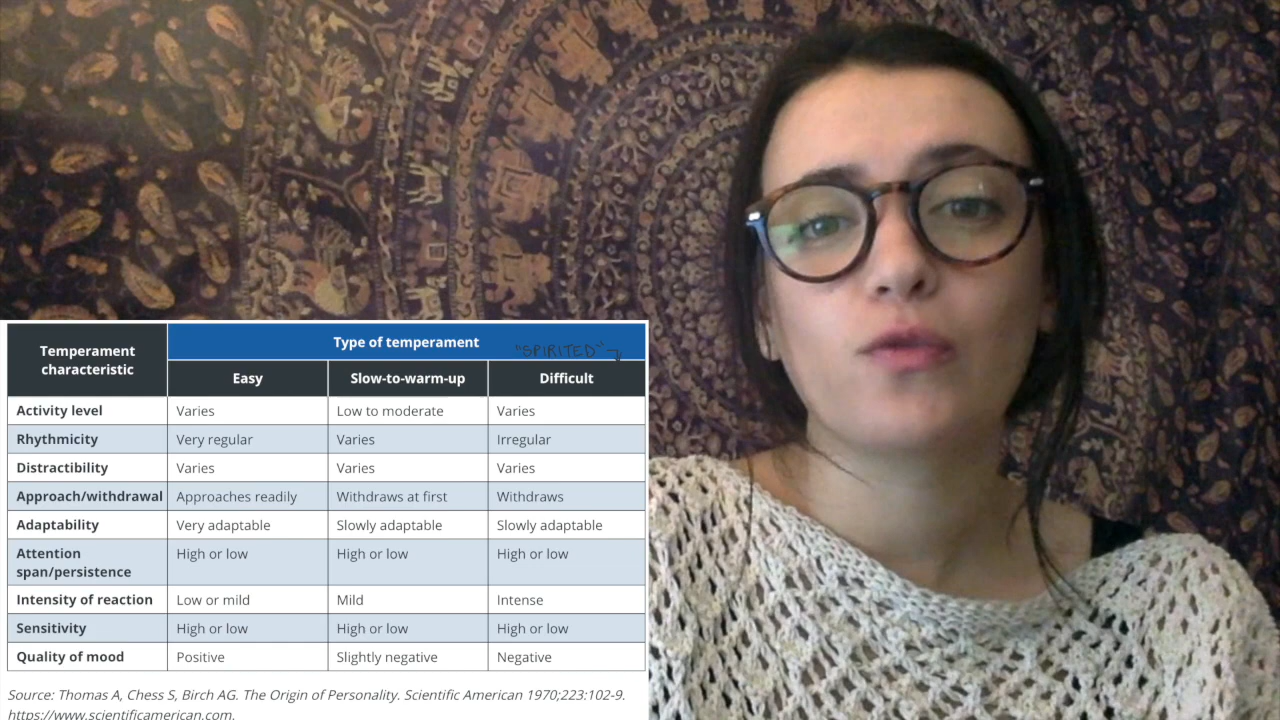 Temperament characteristic Type of temperament "SPIRITED"
Easy Slow-to-warm-up Difficult
Activity level Varies Low to moderate Varies
Rhythmicity Very regular Varies Irregular
Distractibility Varies Varies Varies
Approach/withdrawal Approaches readily Withdraws at first Withdraws
Adaptability Very adaptable Slowly adaptable Slowly adaptable
Attention span/persistence High or low High or low High or low
Intensity of reaction Low or mild Mild Intense
Sensitivity High or low High or low High or low
Quality of mood Positive Slightly negative Negative
Source: Thomas A, Chess S, Birch AG. The Origin of Personality. Scientific American 1970;223:102-9.
https://www.scientificamerican.com.